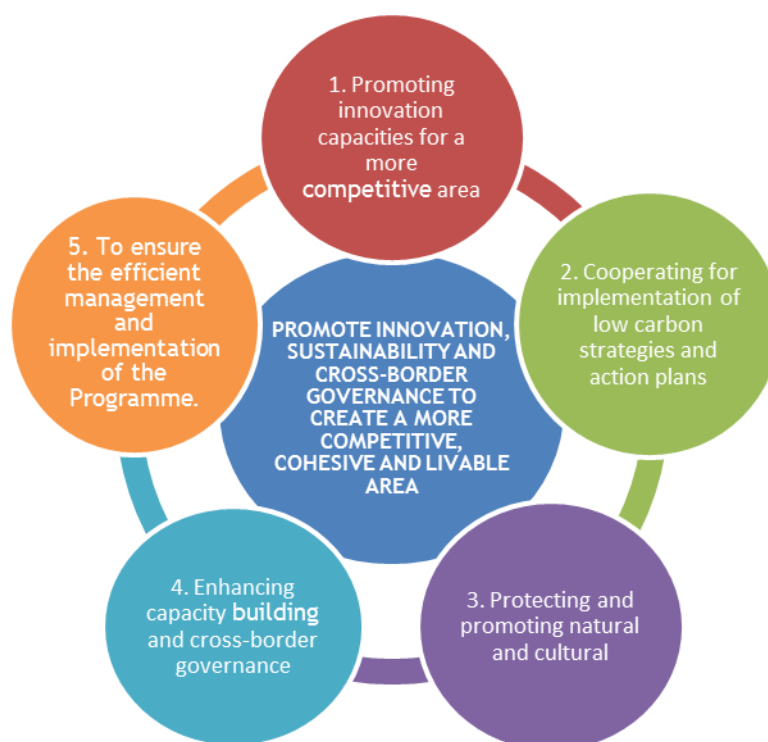 1. Promoting
innovation
capacities for a
more
competitive area
2. Cooperating for
implementation of
low carbon
strategies and
action plans
3. Protecting and
promoting natural
and cultural
4. Enhancing
capacity building
and cross-border
governance
5. To ensure
the efficient
management
and
implementation
of the
Programme.
PROMOTE INNOVATION,
SUSTAINABILITY AND
CROSS-BORDER
GOVERNANCE TO
CREATE A MORE
COMPETITIVE,
COHESIVE AND LIVABLE
AREA